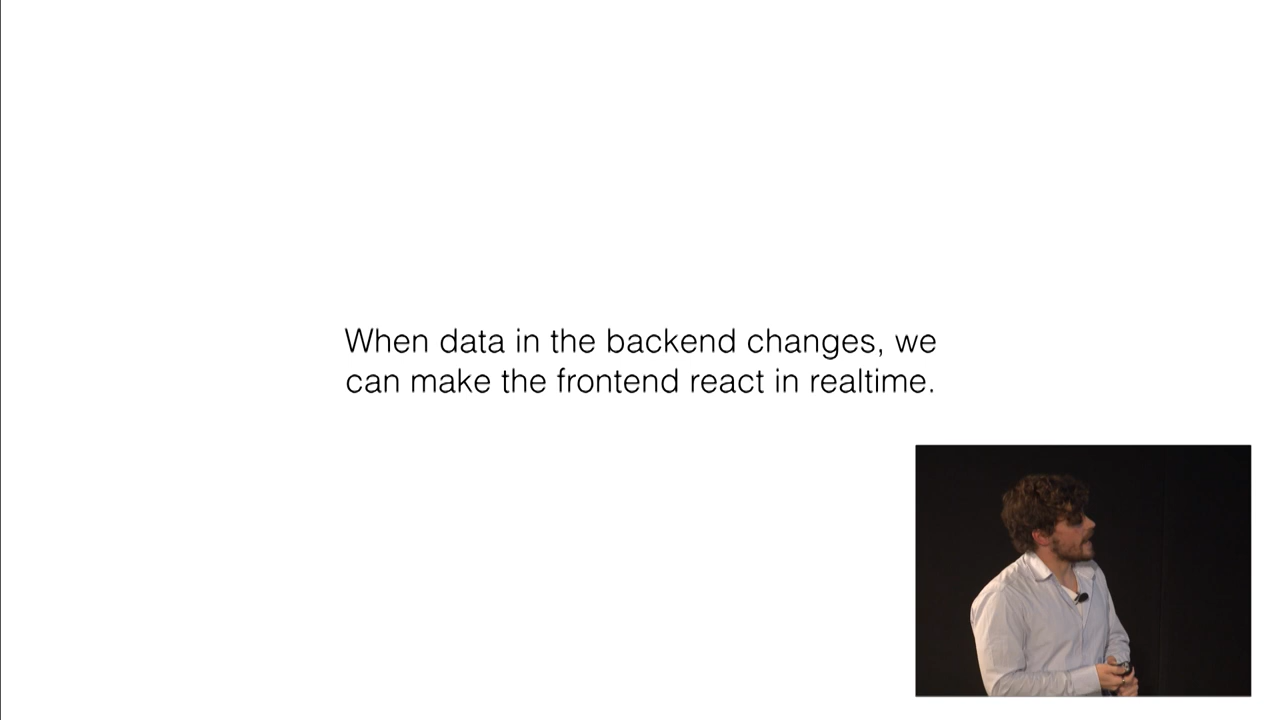 When data in the backend changes, we
can make the frontend react in realtime.